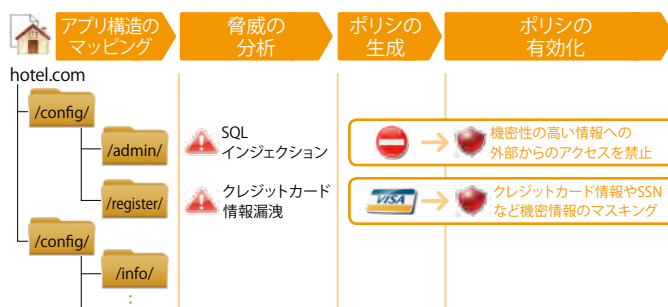 アプリ構造の
マッピング
脅威の
分析
ポリシの
生成
ポリシの
有効化
hotel.com
/config/
/admin/
SQL
インジェクション
機密性の高い情報への
外部からのアクセスを禁止
/register/
クレジットカード
情報漏洩
VISA
クレジットカード情報やSSN
など機密情報のマスキング
/config/
/info/
: